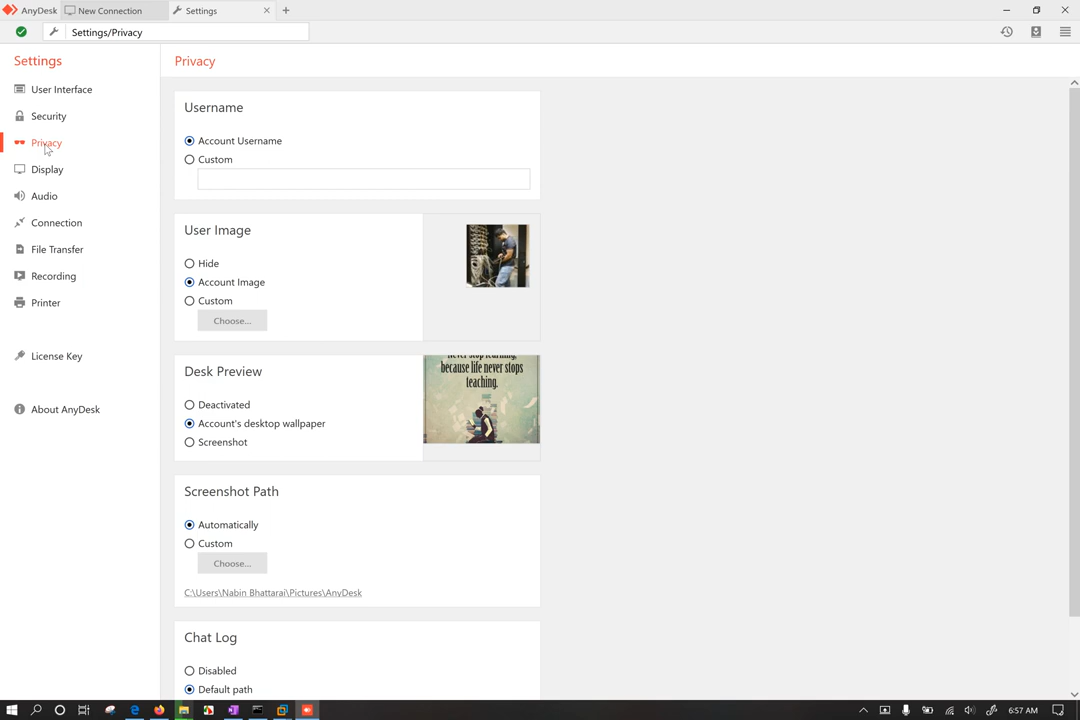 AnyDesk
New Connection
Settings
Settings/Privacy
Settings
User Interface
Security
Privacy
Display
Audio
Connection
File Transfer
Recording
Printer
License Key
About AnyDesk
Privacy
Username
Account Username
Custom
User Image
Hide
Account Image
Custom
Choose...
Desk Preview
Deactivated
Account's desktop wallpaper
Screenshot
Never stop learning,
because life never stops
teaching.
Screenshot Path
Automatically
Custom
Choose...
C:\Users\Nabin Bhattarai\Pictures\AnyDesk
Chat Log
Disabled
Default path
6:57 AM